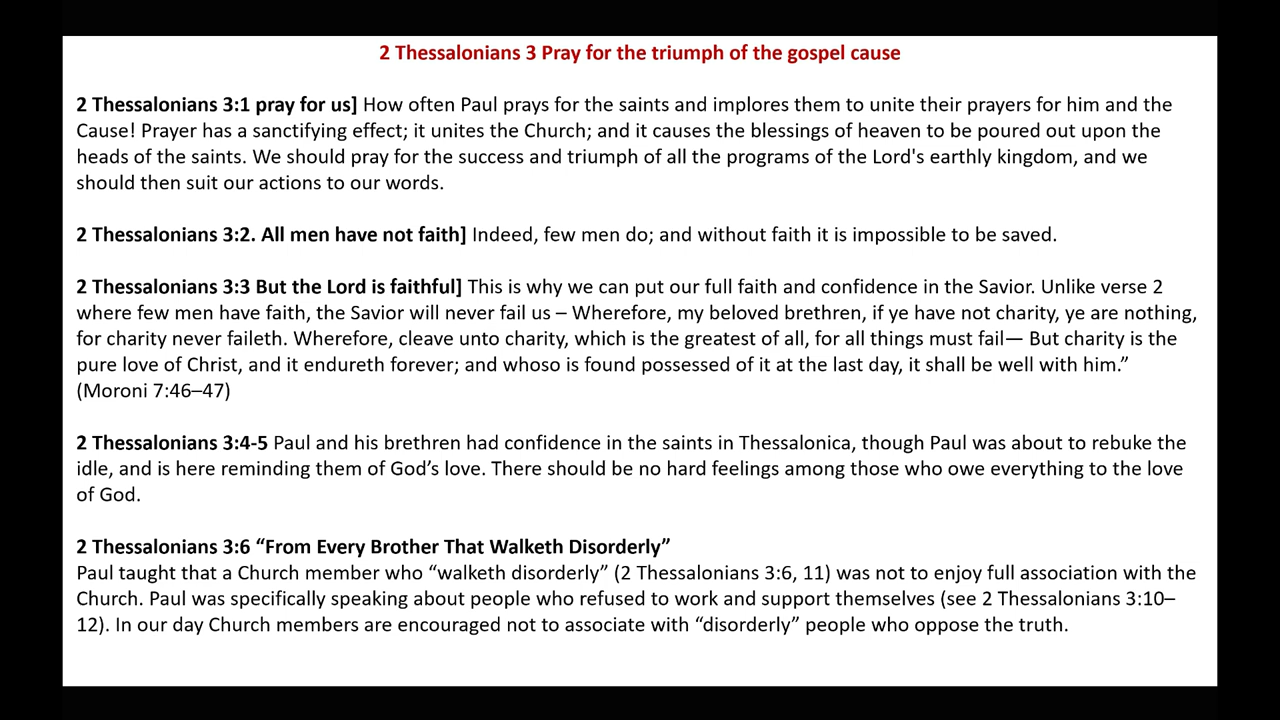 2 Thessalonians 3 Pray for the triumph of the gospel cause
2 Thessalonians 3:1 pray for us] How often Paul prays for the saints and implores them to unite their prayers for him and the
Cause! Prayer has a sanctifying effect; it unites the Church; and it causes the blessings of heaven to be poured out upon the
heads of the saints. We should pray for the success and triumph of all the programs of the Lord's earthly kingdom, and we
should then suit our actions to our words.
2 Thessalonians 3:2. All men have not faith] Indeed, few men do; and without faith it is impossible to be saved.
2 Thessalonians 3:3 But the Lord is faithful] This is why we can put our full faith and confidence in the Savior. Unlike verse 2
where few men have faith, the Savior will never fail us – Wherefore, my beloved brethren, if ye have not charity, ye are nothing,
for charity never faileth. Wherefore, cleave unto charity, which is the greatest of all, for all things must fail— But charity is the
pure love of Christ, and it endureth forever; and whoso is found possessed of it at the last day, it shall be well with him.”
(Moroni 7:46–47)
2 Thessalonians 3:4-5 Paul and his brethren had confidence in the saints in Thessalonica, though Paul was about to rebuke the
idle, and is here reminding them of God’s love. There should be no hard feelings among those who owe everything to the love
of God.
2 Thessalonians 3:6 “From Every Brother That Walketh Disorderly”
Paul taught that a Church member who “walketh disorderly” (2 Thessalonians 3:6, 11) was not to enjoy full association with the
Church. Paul was specifically speaking about people who refused to work and support themselves (see 2 Thessalonians 3:10–
12). In our day Church members are encouraged not to associate with “disorderly” people who oppose the truth.